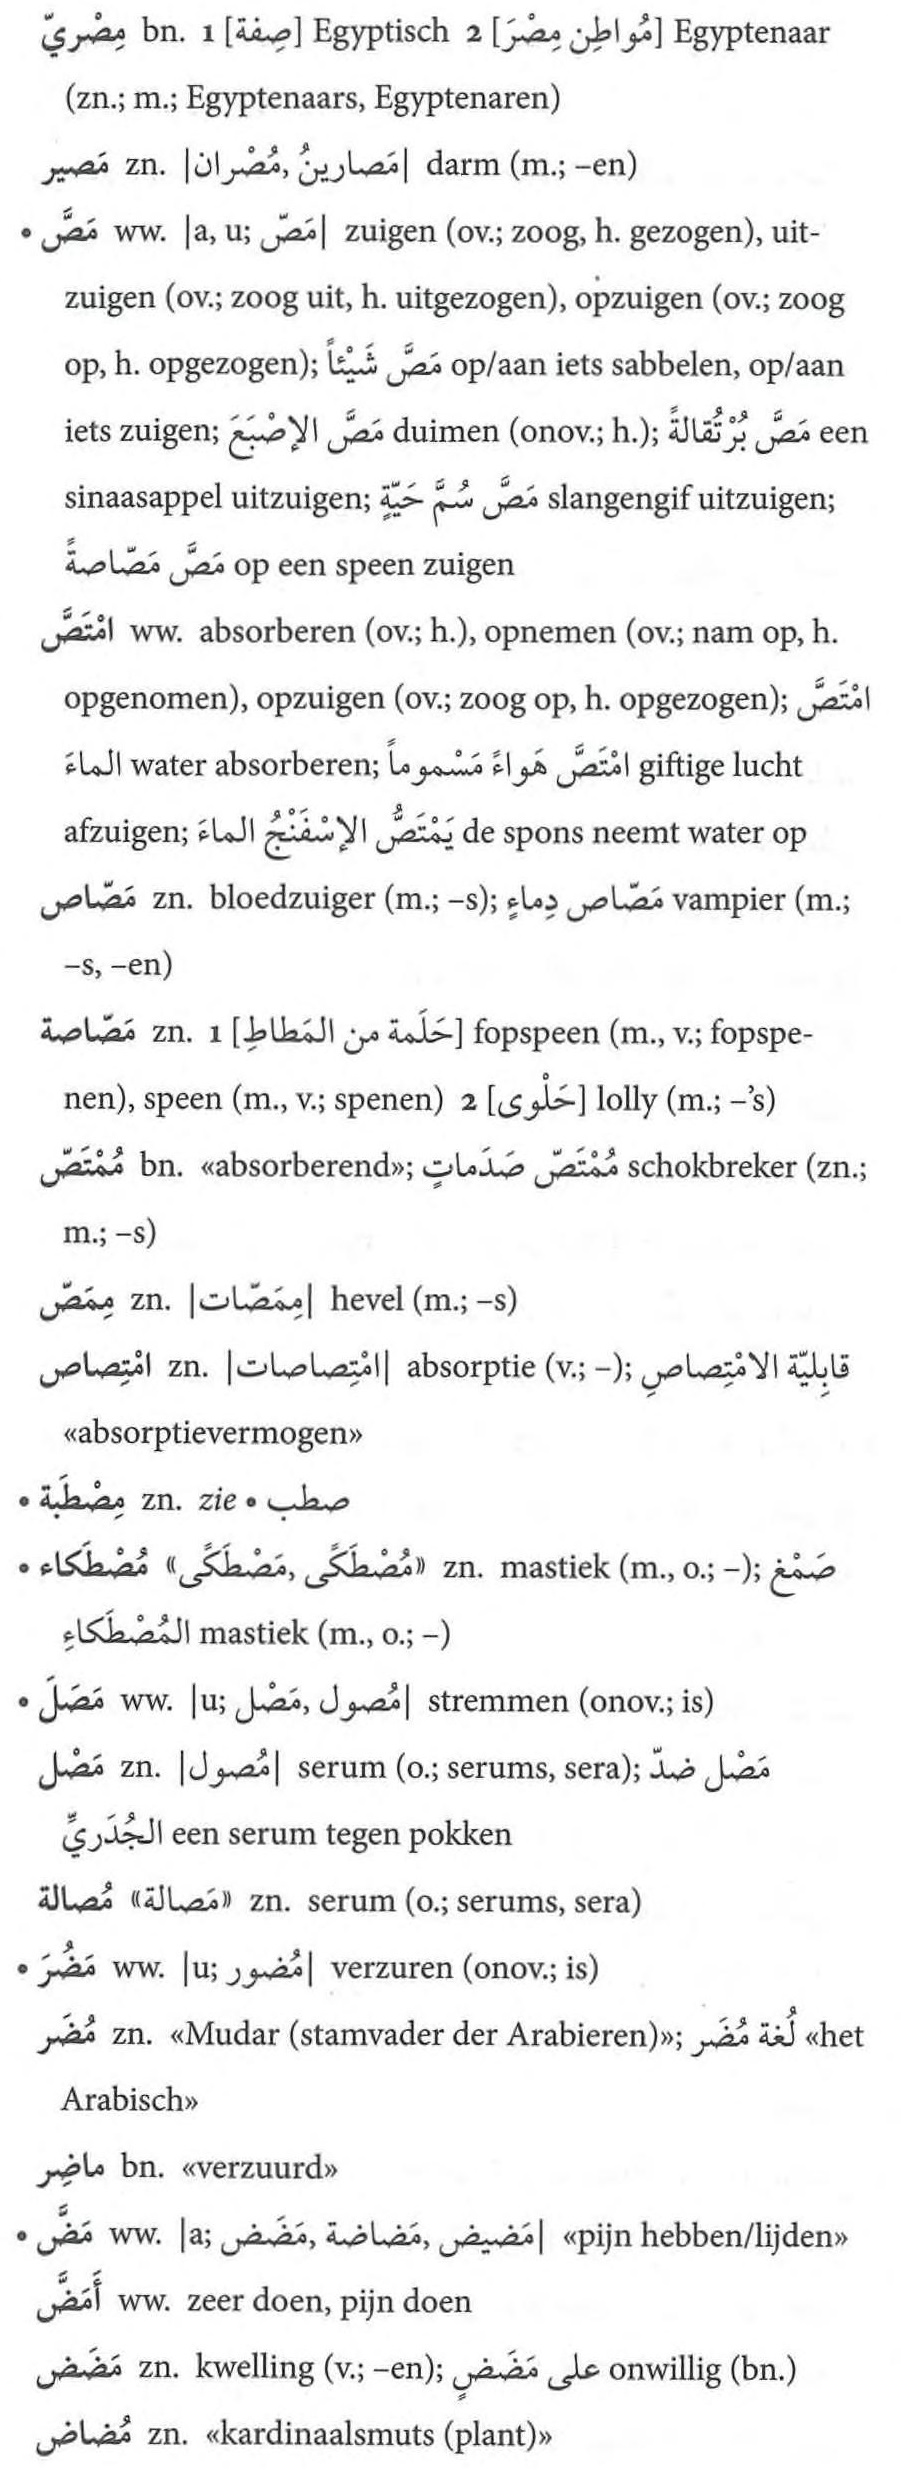 مِصْريّ bn. 1 [صِفة] Egyptisch 2 [مُواطِن مِصْرَ] Egyptenaar
(zn.; m.; Egyptenaars, Egyptenaren)
مَصير zn. |مَصارينُ, مُصْران| darm (m.; –en)
• مَصَّ ww. |a, u; مَصّ| zuigen (ov.; zoog, h. gezogen), uit-
zuigen (ov.; zoog uit, h. uitgezogen), opzuigen (ov.; zoog
op, h. opgezogen); مَصَّ شَيْئاً op/aan iets sabbelen, op/aan
iets zuigen; مَصَّ الإصْبَعَ duimen (onov.; h.); مَصَّ بُرْتُقالةً een
sinaasappel uitzuigen; مَصَّ سُمَّ حَيّةٍ slangengif uitzuigen;
مَصَّ مَصّاصةً op een speen zuigen
امْتَصَّ ww. absorberen (ov.; h.), opnemen (ov.; nam op, h.
opgenomen), opzuigen (ov.; zoog op, h. opgezogen); امْتَصَّ
الماءَ water absorberen; امْتَصَّ هَواءً مَسْموماً giftige lucht
afzuigen; يَمْتَصُّ الإسْفَنْجُ الماءَ de spons neemt water op
مَصّاص zn. bloedzuiger (m.; –s); مَصّاص دِماءٍ vampier (m.;
–s, –en)
مَصّاصة zn. 1 [حَلَمة من المَطاطِ] fopspeen (m., v.; fopspe-
nen), speen (m., v.; spenen) 2 [حَلْوى] lolly (m.; –’s)
مُمْتَصّ bn. «absorberend»; مُمْتَصّ صَدَماتٍ schokbreker (zn.;
m.; –s)
مِمَصّ zn. |مِمَصّات| hevel (m.; –s)
امْتِصاص zn. |امْتِصاصات| absorptie (v.; –); قابِليّة الامْتِصاصِ
«absorptievermogen»
• مِصْطَبة zn. zie • صطب
• مُصْطَكاء «مُصْطَكًى, مَصْطَكًى» zn. mastiek (m., o.; –); صَمْغ
المُصْطَكاءِ mastiek (m., o.; –)
• مَصَلَ ww. |u; مَصْل, مُصول| stremmen (onov.; is)
مَصْل zn. |مُصول| serum (o.; serums, sera); مَصْل ضدّ
الجُدَريِّ een serum tegen pokken
مُصالة «مَصالة» zn. serum (o.; serums, sera)
• مَضُرَ ww. |u; مُضور| verzuren (onov.; is)
مُضَر zn. «Mudar (stamvader der Arabieren)»; لُغة مُضَر «het
Arabisch»
ماضِر bn. «verzuurd»
• مَضَّ ww. |a; مَضيض, مَضاضة, مَضَض| «pijn hebben/lijden»
أَمَضَّ ww. zeer doen, pijn doen
مَضَض zn. kwelling (v.; –en); على مَضَضٍ onwillig (bn.)
مُضاض zn. «kardinaalsmuts (plant)»